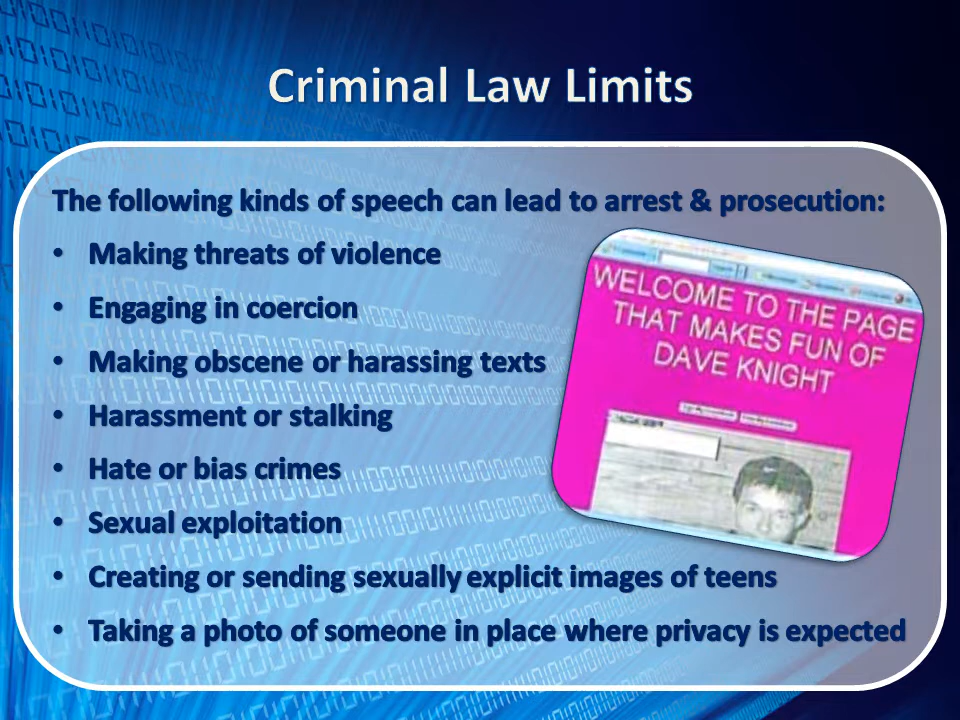 Criminal Law Limits
The following kinds of speech can lead to arrest & prosecution:
• Making threats of violence
• Engaging in coercion
• Making obscene or harassing texts
• Harassment or stalking
• Hate or bias crimes
• Sexual exploitation
• Creating or sending sexually explicit images of teens
• Taking a photo of someone in place where privacy is expected
WELCOME TO THE PAGE
THAT MAKES FUN OF
DAVE KNIGHT